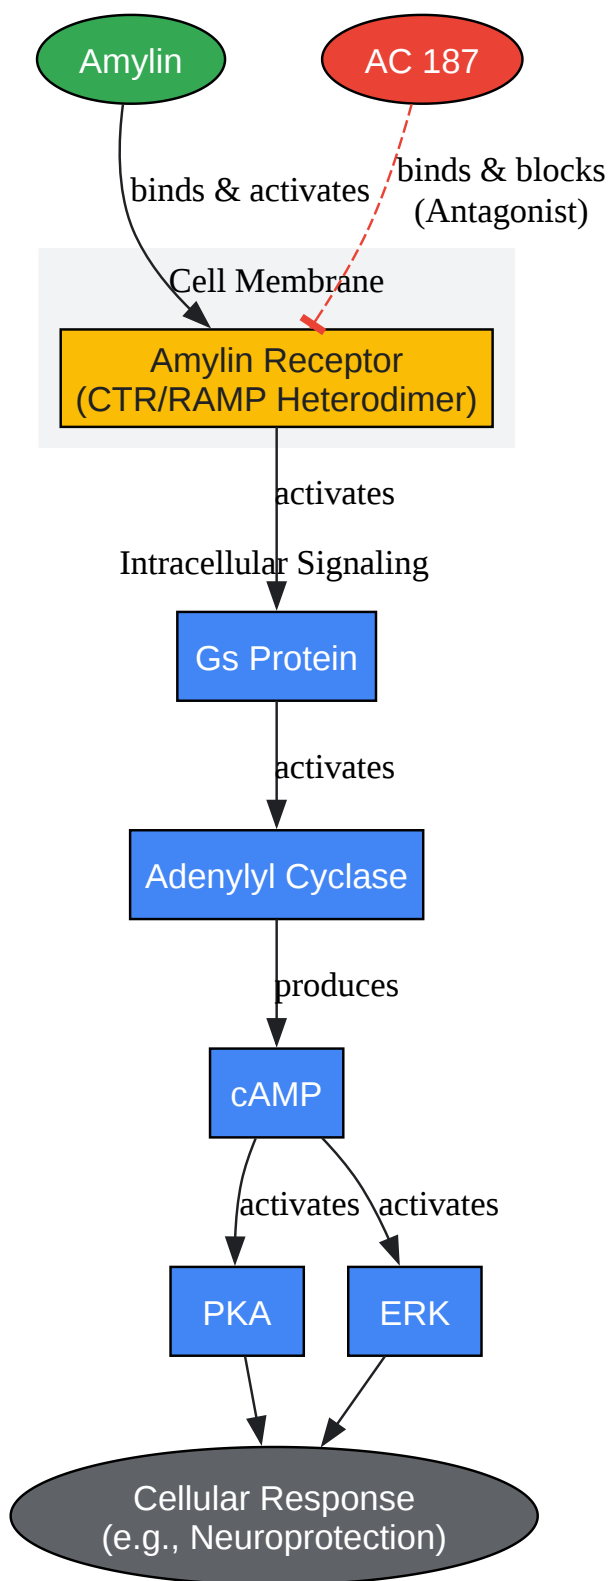 Amylin
AC 187
binds & activates
binds & blocks
(Antagonist)
Cell Membrane
Amylin Receptor
(CTR/RAMP Heterodimer)
activates
Intracellular Signaling
Gs Protein
activates
Adenylyl Cyclase
produces
cAMP
activates
activates
PKA
ERK
Cellular Response
(e.g., Neuroprotection)